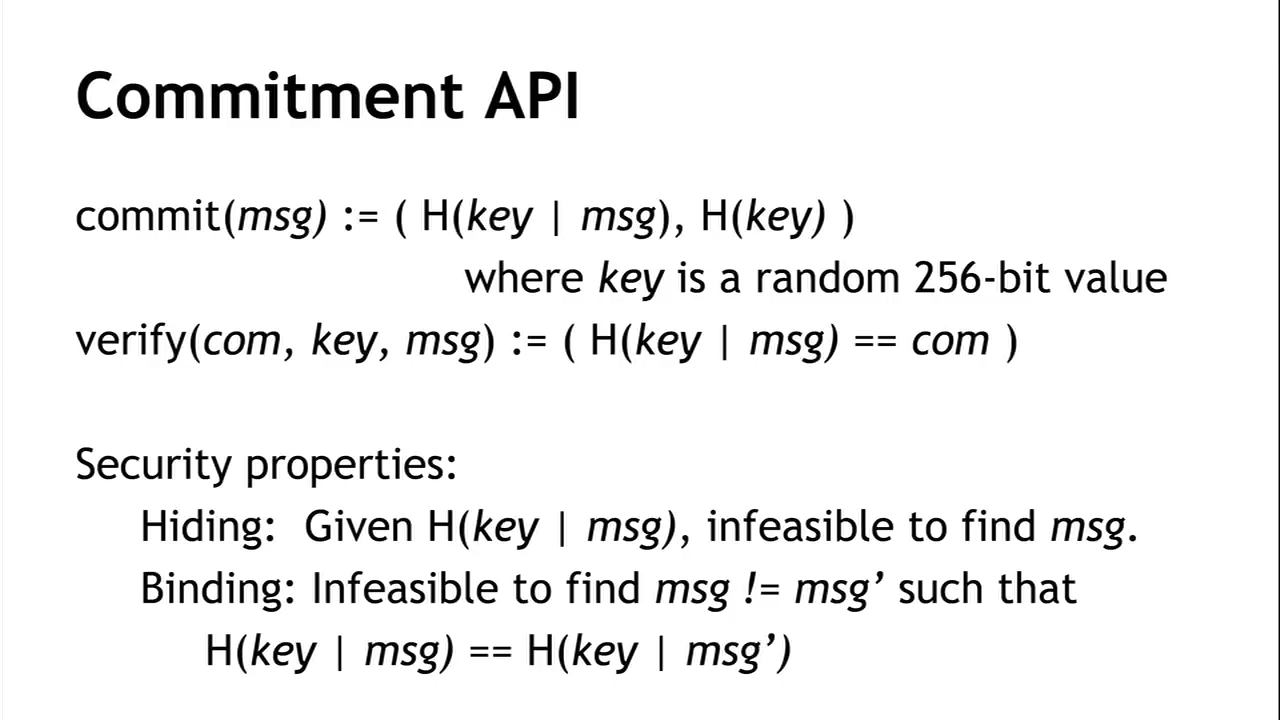 Commitment API
commit(msg) := ( H(key | msg), H(key) )
where key is a random 256-bit value
verify(com, key, msg) := ( H(key | msg) == com )
Security properties:
Hiding: Given H(key | msg), infeasible to find msg.
Binding: Infeasible to find msg != msg’ such that
H(key | msg) == H(key | msg’)